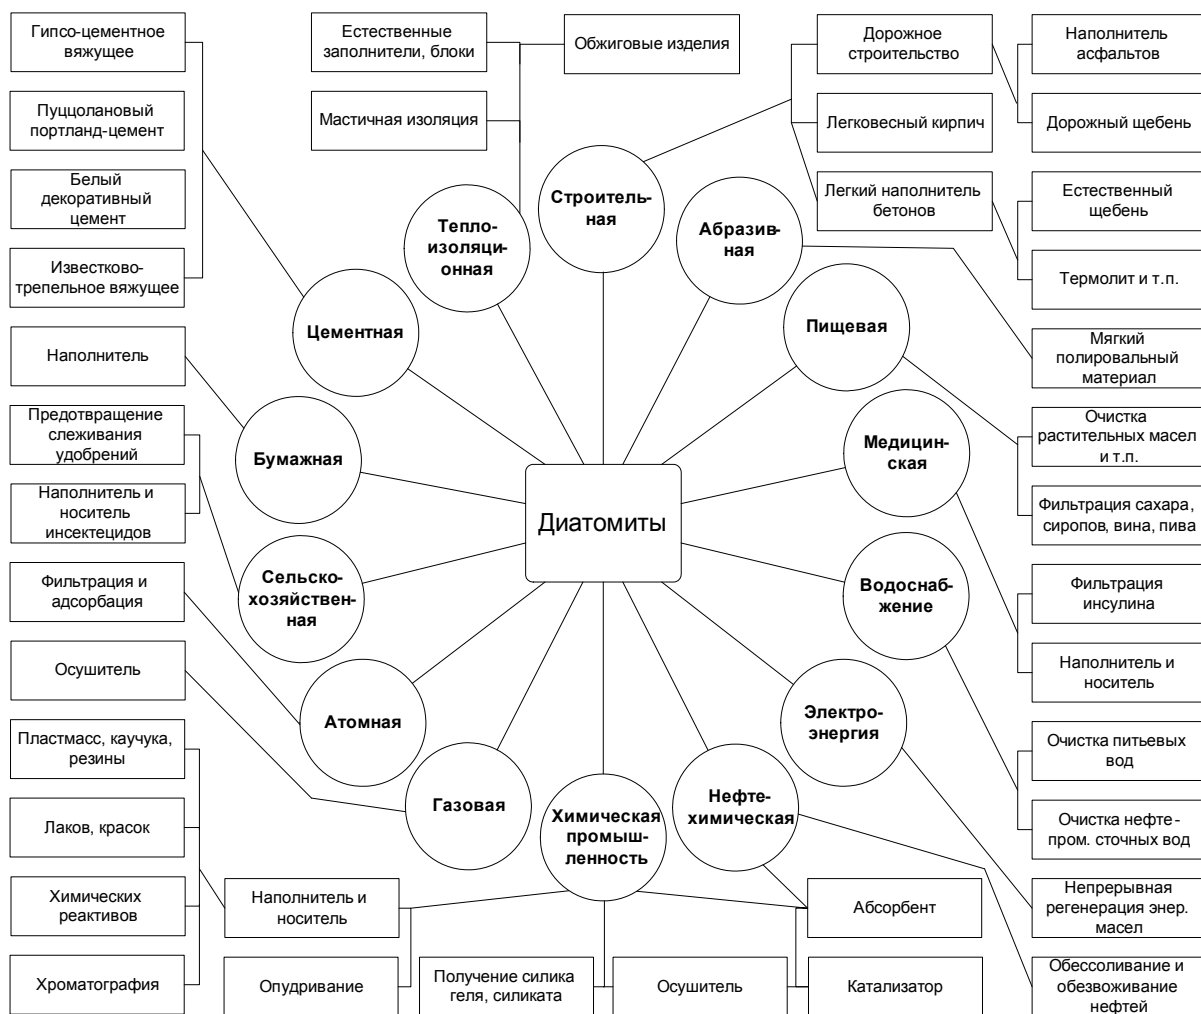 Гипсо-цементное
вяжущее
Пуццолановый
портланд-цемент
Белый
декоративный
цемент
Известково-
трепельное вяжущее
Наполнитель
Предотвращение
слеживания
удобрений
Наполнитель и
носитель
инсектецидов
Фильтрация и
адсорбация
Осушитель
Пластмасс, каучука,
резины
Лаков, красок
Химических
реактивов
Хроматография
Естественные
заполнители, блоки
Мастичная изоляция
Обжиговые изделия
Дорожное
строительство
Легковесный кирпич
Легкий наполнитель
бетонов
Наполнитель
асфальтов
Дорожный щебень
Естественный
щебень
Термолит и т.п.
Мягкий
полировальный
материал
Очистка
растительных масел
и т.п.
Фильтрация сахара,
сиропов, вина, пива
Фильтрация
инсулина
Наполнитель и
носитель
Очистка питьевых
вод
Очистка нефте-
пром. сточных вод
Непрерывная
регенерация энер.
масел
Обессоливание и
обезвоживание
нефтей
Строитель-
ная
Абразив-
ная
Тепло-
изоляци-
онная
Пищевая
Цементная
Медицин-
ская
Бумажная
Диатомиты
Водоснаб-
жение
Сельско-
хозяйствен-
ная
Электро-
энергия
Атомная
Нефте-
химическая
Газовая
Химическая
промыш-
ленность
Наполнитель и
носитель
Абсорбент
Опудривание
Получение силика
геля, силиката
Осушитель
Катализатор